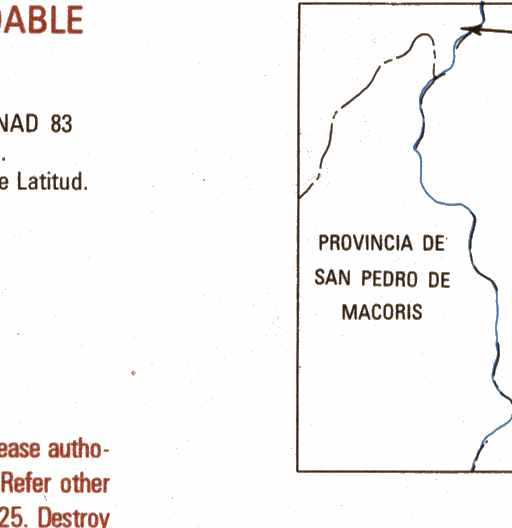 DABLE
NAD 83
.
e Latitud.
PROVINCIA DE
SAN PEDRO DE
MACORIS
ease autho-
Refer other
25. Destroy